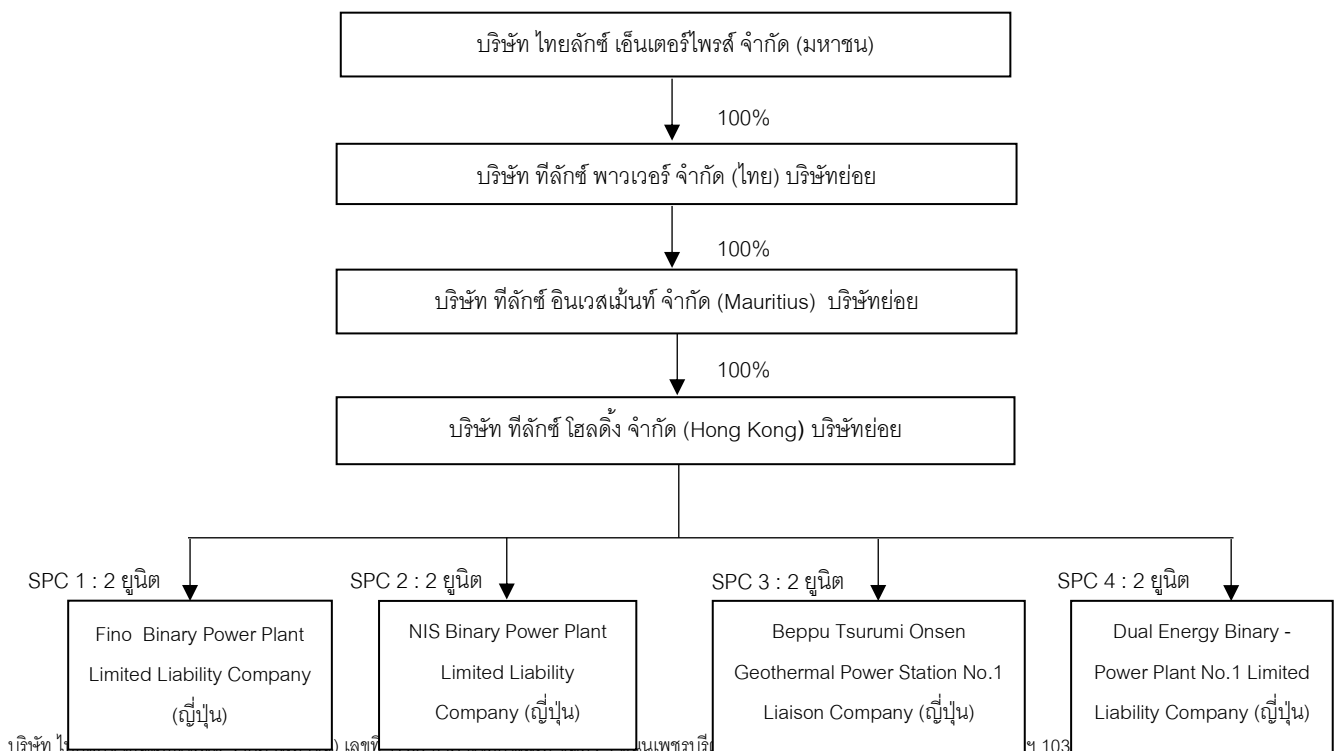 บริษัท ไทยลักซ์ เอ็นเตอร์ไพรส์ จำกัด (มหาชน)
100%
บริษัท ทีลักซ์ พาวเวอร์ จำกัด (ไทย) บริษัทย่อย
100%
บริษัท ทีลักซ์ อินเวสเม้นท์ จำกัด (Mauritius) บริษัทย่อย
100%
บริษัท ทีลักซ์ โฮลดิ้ง จำกัด (Hong Kong) บริษัทย่อย
SPC 1 : 2 ยูนิต
Fino Binary Power Plant
Limited Liability Company
(ญี่ปุ่น)
SPC 2 : 2 ยูนิต
NIS Binary Power Plant
Limited Liability
Company (ญี่ปุ่น)
SPC 3 : 2 ยูนิต
Beppu Tsurumi Onsen
Geothermal Power Station No.1
Liaison Company (ญี่ปุ่น)
SPC 4 : 2 ยูนิต
Dual Energy Binary -
Power Plant No.1 Limited
Liability Company (ญี่ปุ่น)
บริษัท ) เลขที่ 103